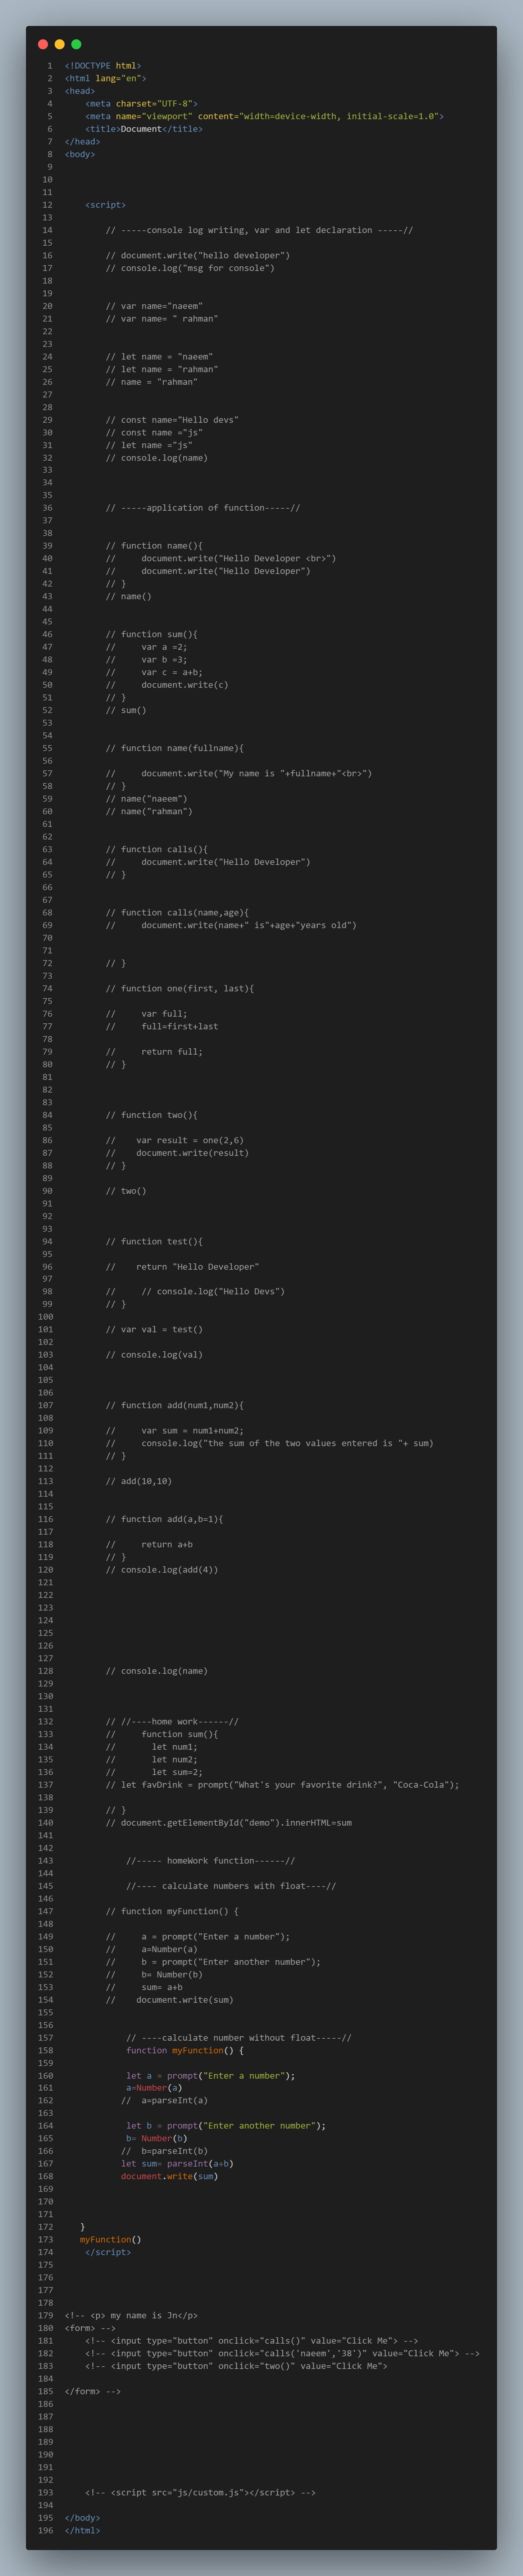 1 <!DOCTYPE html>
2 <html lang="en">
3 <head>
4     <meta charset="UTF-8">
5     <meta name="viewport" content="width=device-width, initial-scale=1.0">
6     <title>Document</title>
7 </head>
8 <body>
9
10
11
12     <script>
13
14         // -----console log writing, var and let declaration -----//
15
16         // document.write("hello developer")
17         // console.log("msg for console")
18
19
20         // var name="naeem"
21         // var name= " rahman"
22
23
24         // let name = "naeem"
25         // let name = "rahman"
26         // name = "rahman"
27
28
29         // const name="Hello devs"
30         // const name ="js"
31         // let name ="js"
32         // console.log(name)
33
34
35
36         // -----application of function-----//
37
38
39         // function name(){
40         //     document.write("Hello Developer <br>")
41         //     document.write("Hello Developer")
42         // }
43         // name()
44
45
46         // function sum(){
47         //     var a =2;
48         //     var b =3;
49         //     var c = a+b;
50         //     document.write(c)
51         // }
52         // sum()
53
54
55         // function name(fullname){
56
57         //     document.write("My name is "+fullname+"<br>")
58         // }
59         // name("naeem")
60         // name("rahman")
61
62
63         // function calls(){
64         //     document.write("Hello Developer")
65         // }
66
67
68         // function calls(name,age){
69         //     document.write(name+" is"+age+"years old")
70
71
72         // }
73
74         // function one(first, last){
75
76         //     var full;
77         //     full=first+last
78
79         //     return full;
80         // }
81
82
83
84         // function two(){
85
86         //    var result = one(2,6)
87         //    document.write(result)
88         // }
89
90         // two()
91
92
93
94         // function test(){
95
96         //    return "Hello Developer"
97
98         //     // console.log("Hello Devs")
99         // }
100
101         // var val = test()
102
103         // console.log(val)
104
105
106
107         // function add(num1,num2){
108
109         //     var sum = num1+num2;
110         //     console.log("the sum of the two values entered is "+ sum)
111         // }
112
113         // add(10,10)
114
115
116         // function add(a,b=1){
117
118         //     return a+b
119         // }
120         // console.log(add(4))
121
122
123
124
125
126
127
128         // console.log(name)
129
130
131
132         // //----home work------//
133         //     function sum(){
134         //       let num1;
135         //       let num2;
136         //       let sum=2;
137         // let favDrink = prompt("What's your favorite drink?", "Coca-Cola");
138
139         // }
140         // document.getElementById("demo").innerHTML=sum
141
142
143             //----- homeWork function------//
144
145             //---- calculate numbers with float----//
146
147         // function myFunction() {
148
149         //     a = prompt("Enter a number");
150         //     a=Number(a)
151         //     b = prompt("Enter another number");
152         //     b= Number(b)
153         //     sum= a+b
154         //    document.write(sum)
155
156
157             // ----calculate number without float-----//
158             function myFunction() {
159
160             let a = prompt("Enter a number");
161             a=Number(a)
162            //  a=parseInt(a)
163
164             let b = prompt("Enter another number");
165             b= Number(b)
166            //  b=parseInt(b)
167            let sum= parseInt(a+b)
168            document.write(sum)
169
170
171
172    }
173    myFunction()
174     </script>
175
176
177
178
179 <!-- <p> my name is Jn</p>
180 <form> -->
181     <!-- <input type="button" onclick="calls()" value="Click Me"> -->
182     <!-- <input type="button" onclick="calls('naeem','38')" value="Click Me"> -->
183     <!-- <input type="button" onclick="two()" value="Click Me">
184
185 </form> -->
186
187
188
189
190
191
192
193     <!-- <script src="js/custom.js"></script> -->
194
195 </body>
196 </html>